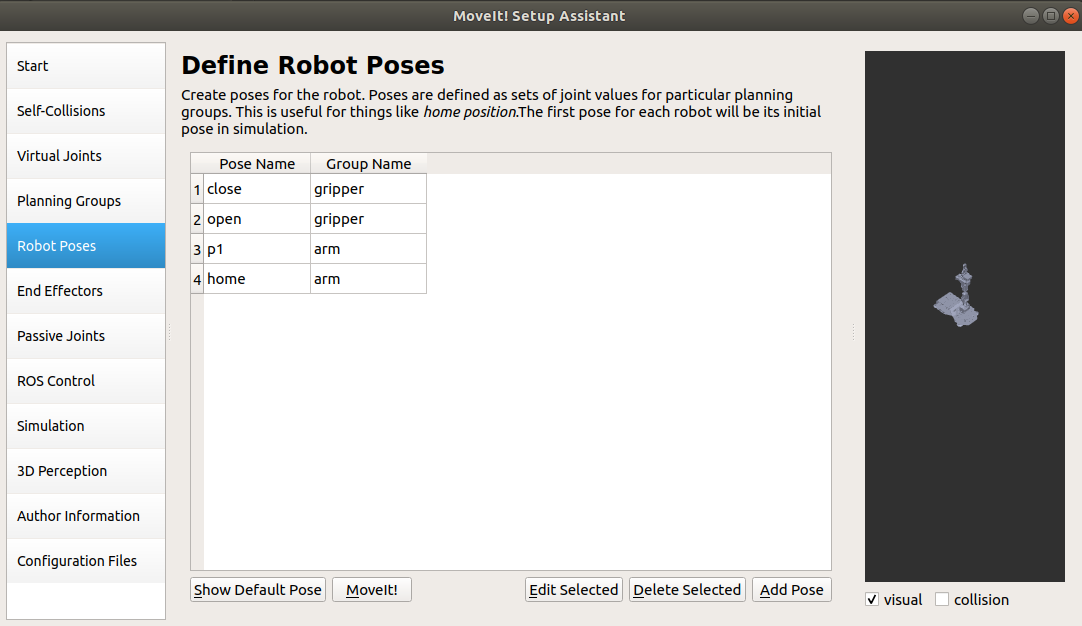 MoveIt! Setup Assistant
Start
Self-Collisions
Virtual Joints
Planning Groups
Robot Poses
End Effectors
Passive Joints
ROS Control
Simulation
3D Perception
Author Information
Configuration Files
Define Robot Poses
Create poses for the robot. Poses are defined as sets of joint values for particular planning
groups. This is useful for things like home position.The first pose for each robot will be its initial
pose in simulation.
Pose Name Group Name
1 close gripper
2 open gripper
3 p1 arm
4 home arm
Show Default Pose MoveIt! Edit Selected Delete Selected Add Pose
visual collision